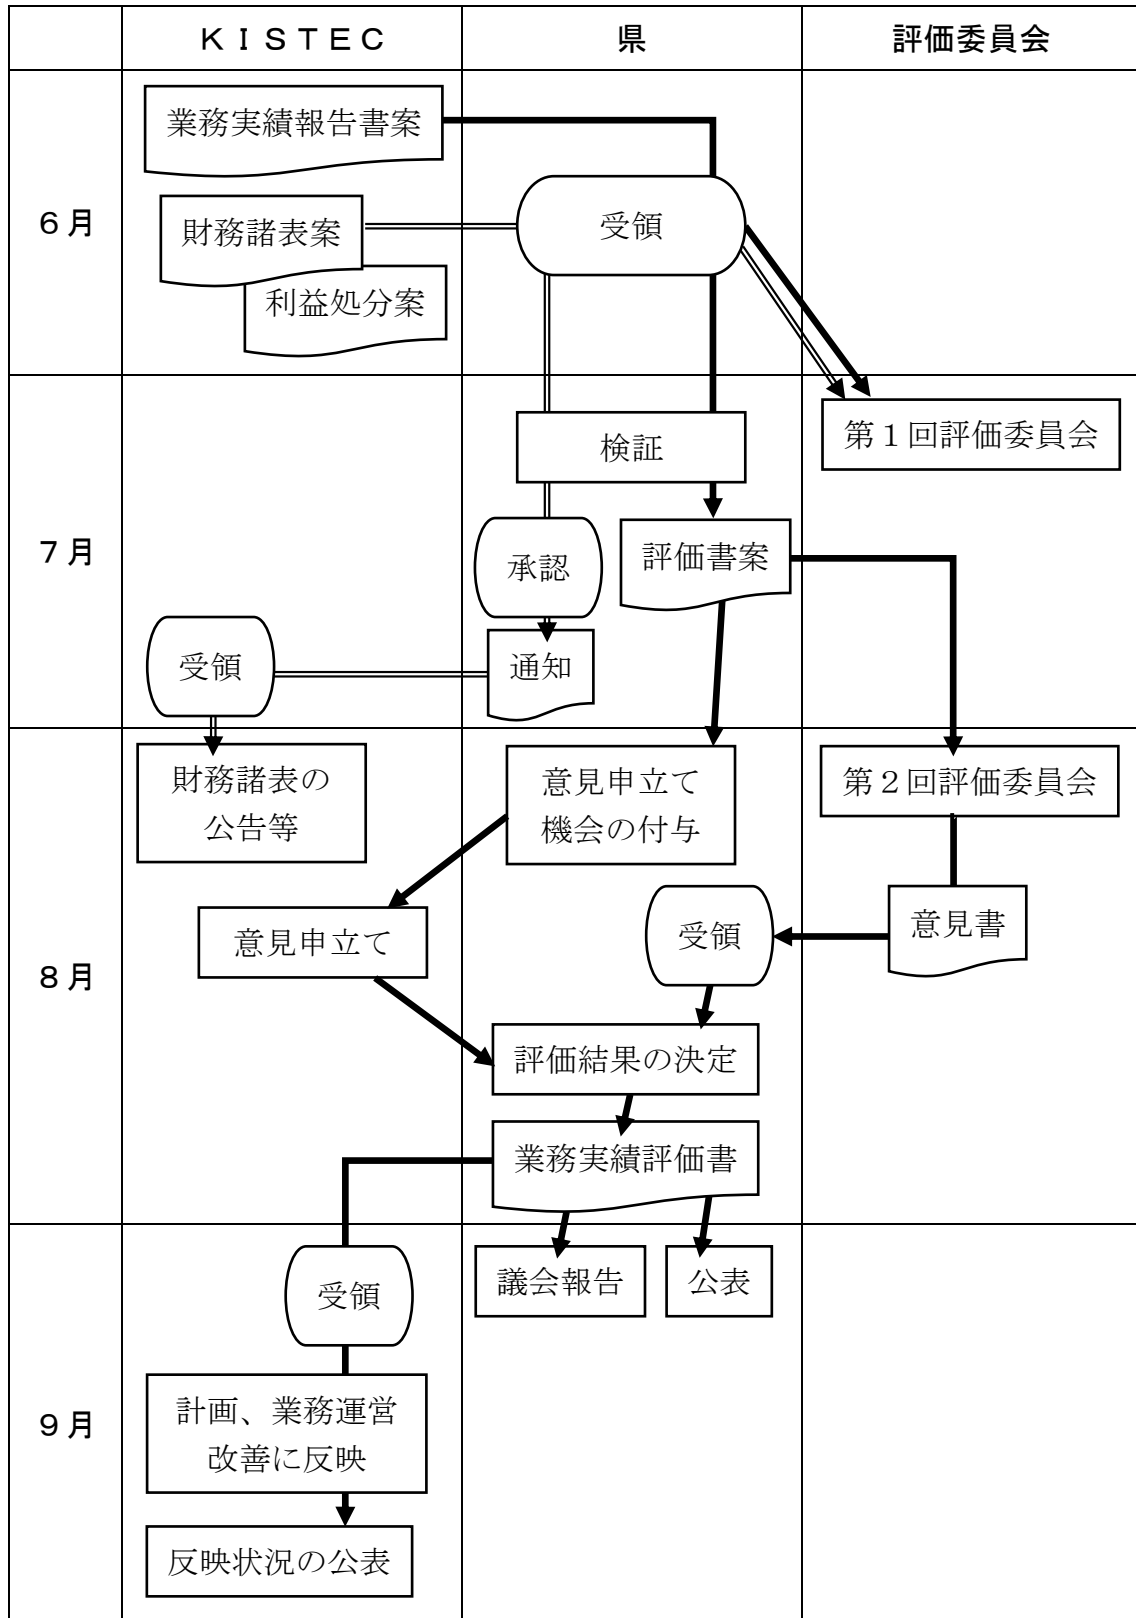 ＫＩＳＴＥＣ
県
評価委員会
６月
業務実績報告書案
財務諸表案
利益処分案
受領
７月
第１回評価委員会
検証
承認
評価書案
受領
通知
８月
財務諸表の
公告等
意見申立て
機会の付与
第２回評価委員会
意見申立て
受領
意見書
評価結果の決定
業務実績評価書
９月
受領
議会報告
公表
計画、業務運営
改善に反映
反映状況の公表